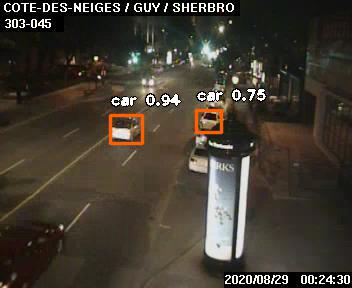 COTE-DES-NEIGES / GUY / SHERBRO
303-045
car 0.94
car 0.75
RKS
2020/08/29 00:24:30